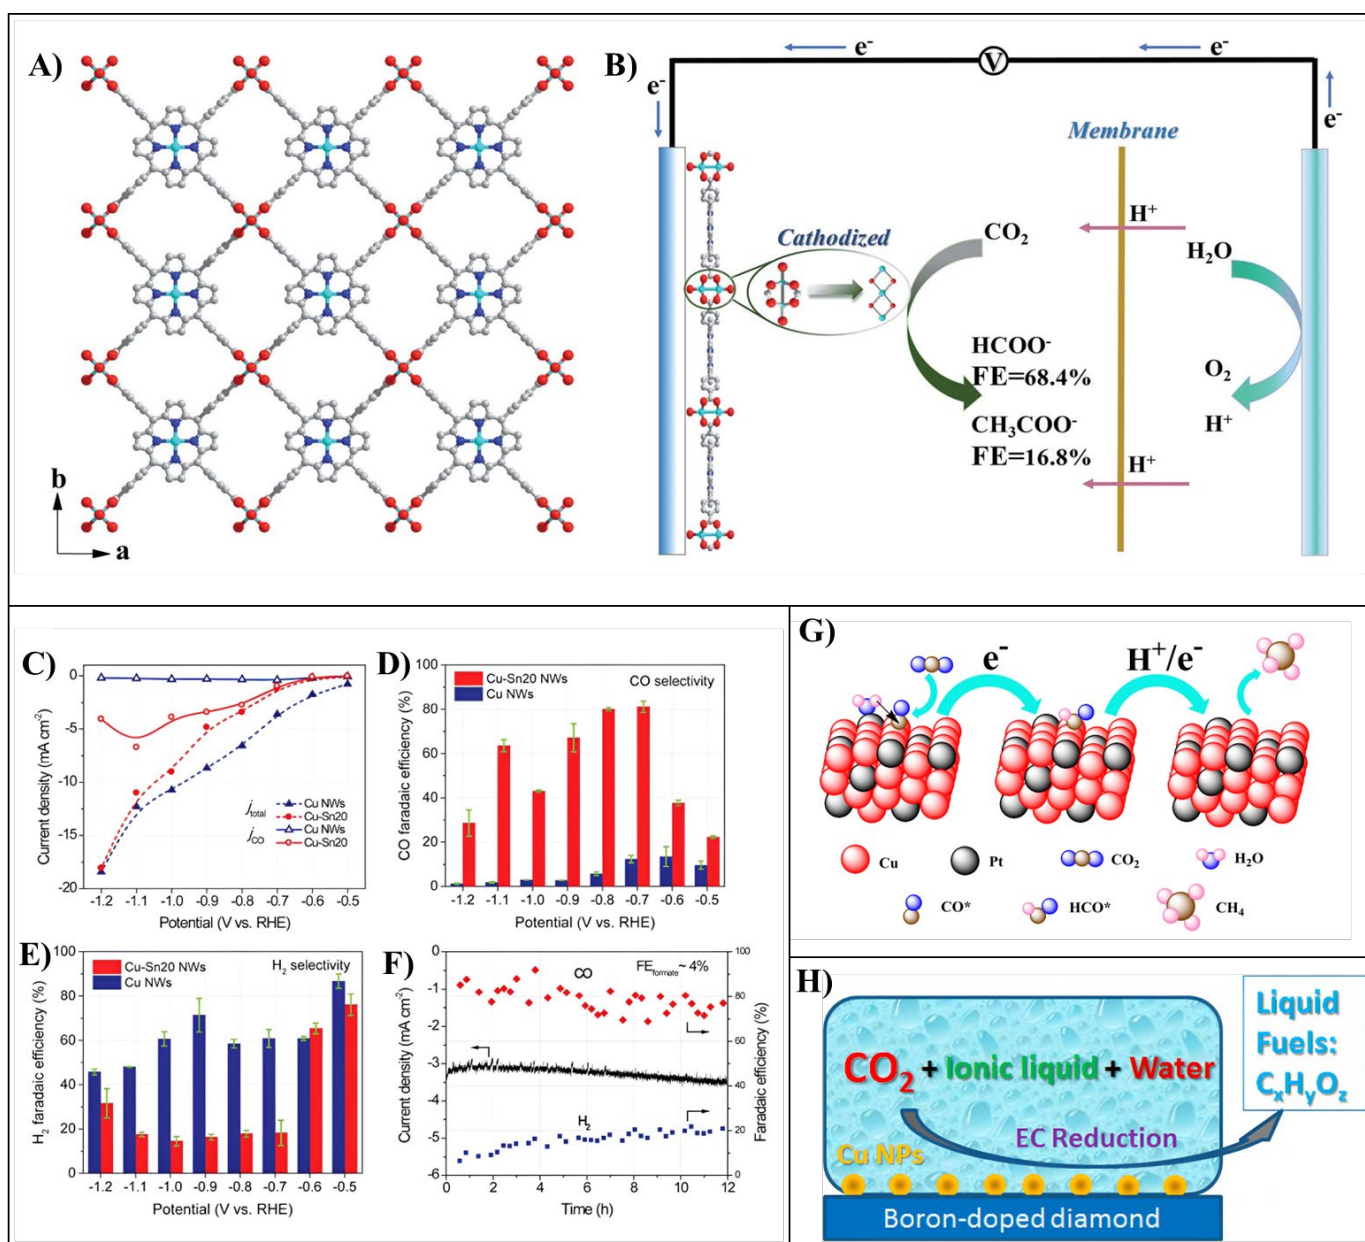 A)
b
a
B)
e⁻
e⁻
e⁻
e⁻
V
Membrane
Cathodized
CO₂
H⁺
H₂O
HCOO⁻
FE=68.4%
CH₃COO⁻
FE=16.8%
O₂
H⁺
H⁺
C)
0
-5
-10
-15
-20
Current density (mA cm⁻²)
j total
Cu NWs
Cu-Sn20
j CO
Cu NWs
Cu-Sn20
-1.2 -1.1 -1.0 -0.9 -0.8 -0.7 -0.6 -0.5
Potential (V vs. RHE)
D)
100
80
60
40
20
0
CO faradaic efficiency (%)
Cu-Sn20 NWs
Cu NWs
CO selectivity
-1.2 -1.1 -1.0 -0.9 -0.8 -0.7 -0.6 -0.5
Potential (V vs. RHE)
E)
100
80
60
40
20
0
H₂ faradaic efficiency (%)
Cu-Sn20 NWs
Cu NWs
H₂ selectivity
-1.2 -1.1 -1.0 -0.9 -0.8 -0.7 -0.6 -0.5
Potential (V vs. RHE)
F)
0
-1
-2
-3
-4
-5
-6
Current density (mA cm⁻²)
CO
FE formate ~ 4%
H₂
100
80
60
40
20
0
Faradaic efficiency (%)
0 2 4 6 8 10 12
Time (h)
G)
e⁻
H⁺/e⁻
Cu
Pt
CO₂
H₂O
CO*
HCO*
CH₄
H)
CO₂ + Ionic liquid + Water
EC Reduction
Cu NPs
Boron-doped diamond
Liquid
Fuels:
CₓHᵧO_z